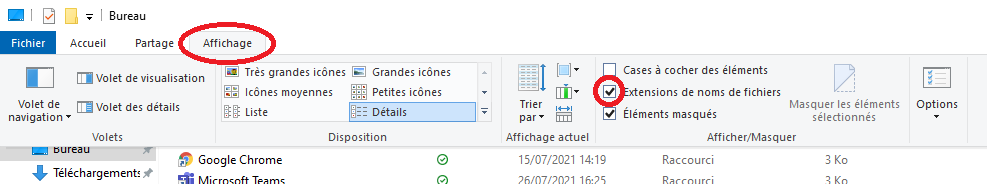 Bureau
Fichier Accueil Partage Affichage
Volet de navigation
Volet de visualisation
Volet des détails
Volets
Très grandes icônes Grandes icônes
Icônes moyennes Petites icônes
Liste Détails
Disposition
Trier par
Affichage actuel
Cases à cocher des éléments
Extensions de noms de fichiers
Éléments masqués
Masquer les éléments sélectionnés
Afficher/Masquer
Options
Bureau
Téléchargements
Google Chrome 15/07/2021 14:19 Raccourci 3 Ko
Microsoft Teams 26/07/2021 16:25 Raccourci 3 Ko